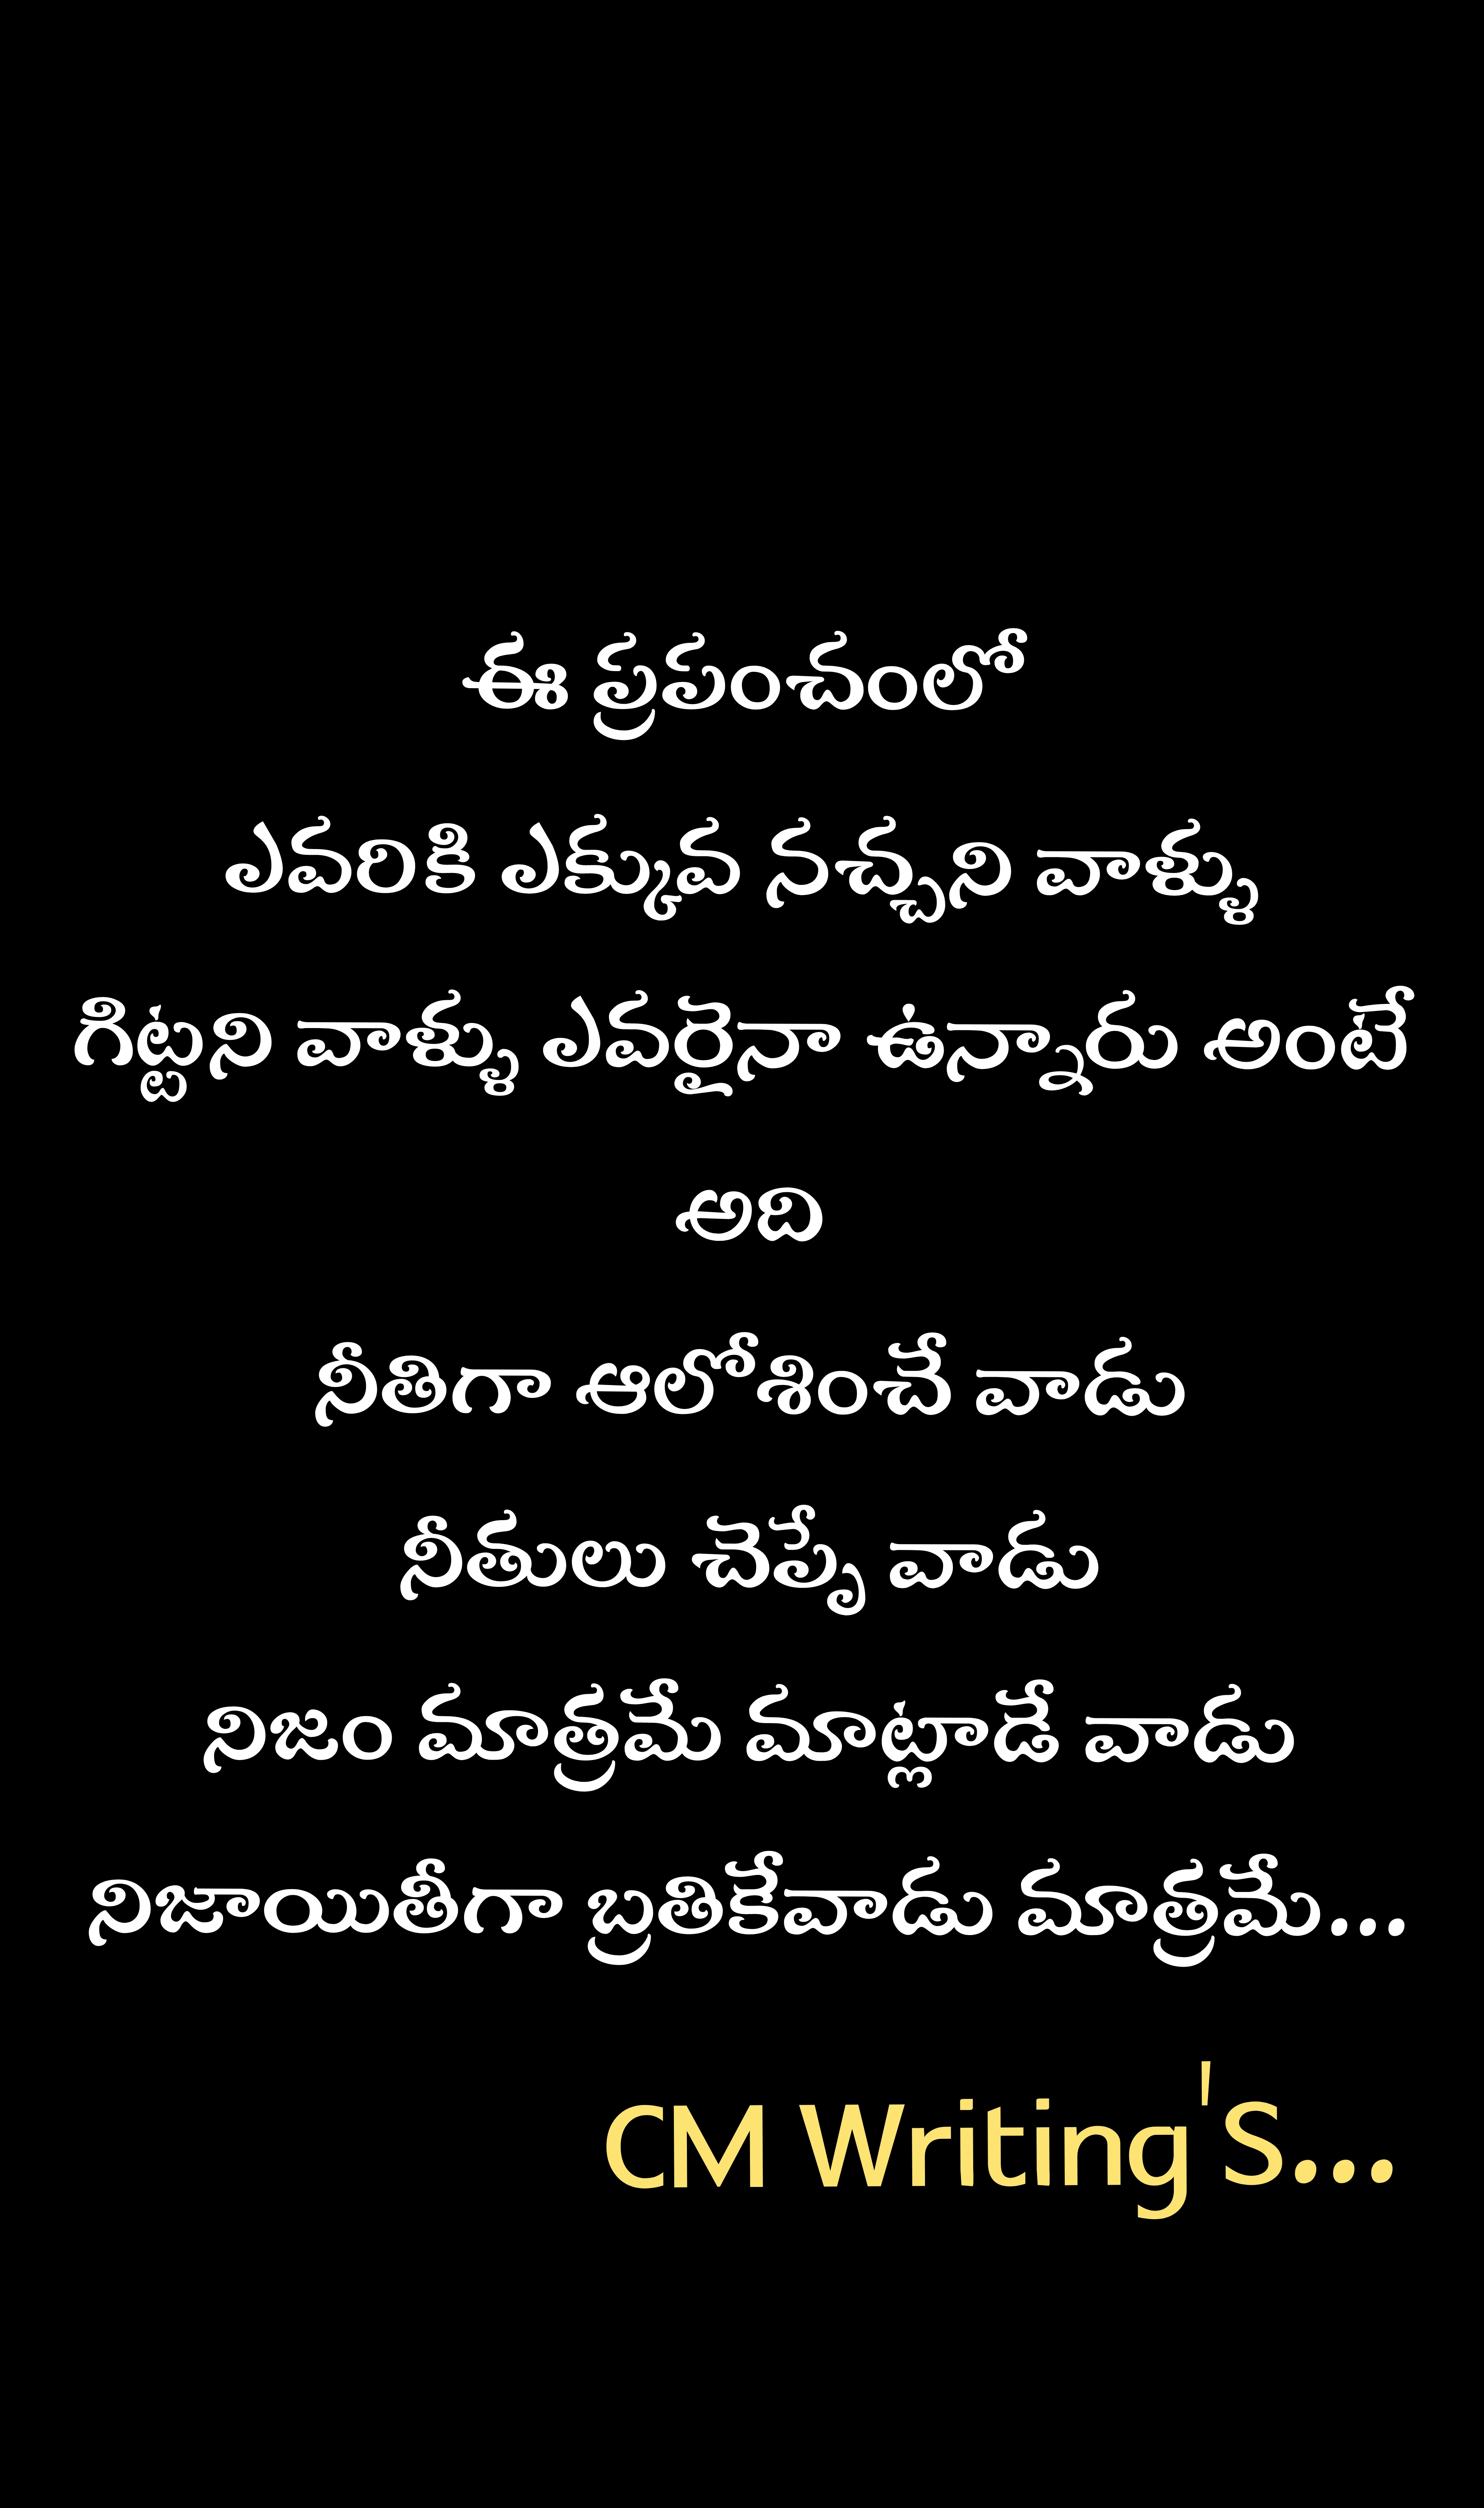 ఈ ప్రపంచంలో
ఎవరికి ఎక్కువ నచ్చని వాళ్ళు
గిట్టని వాళ్ళు ఎవరైనా ఉన్నారు అంటే
అది
నీతిగా ఆలోచించే వాడు
నీతులు చెప్పే వాడు
నిజం మాత్రమే మాట్లాడే వాడు
నిజాయితీగా బ్రతికేవాడు మాత్రమే...
CM Writing'S...